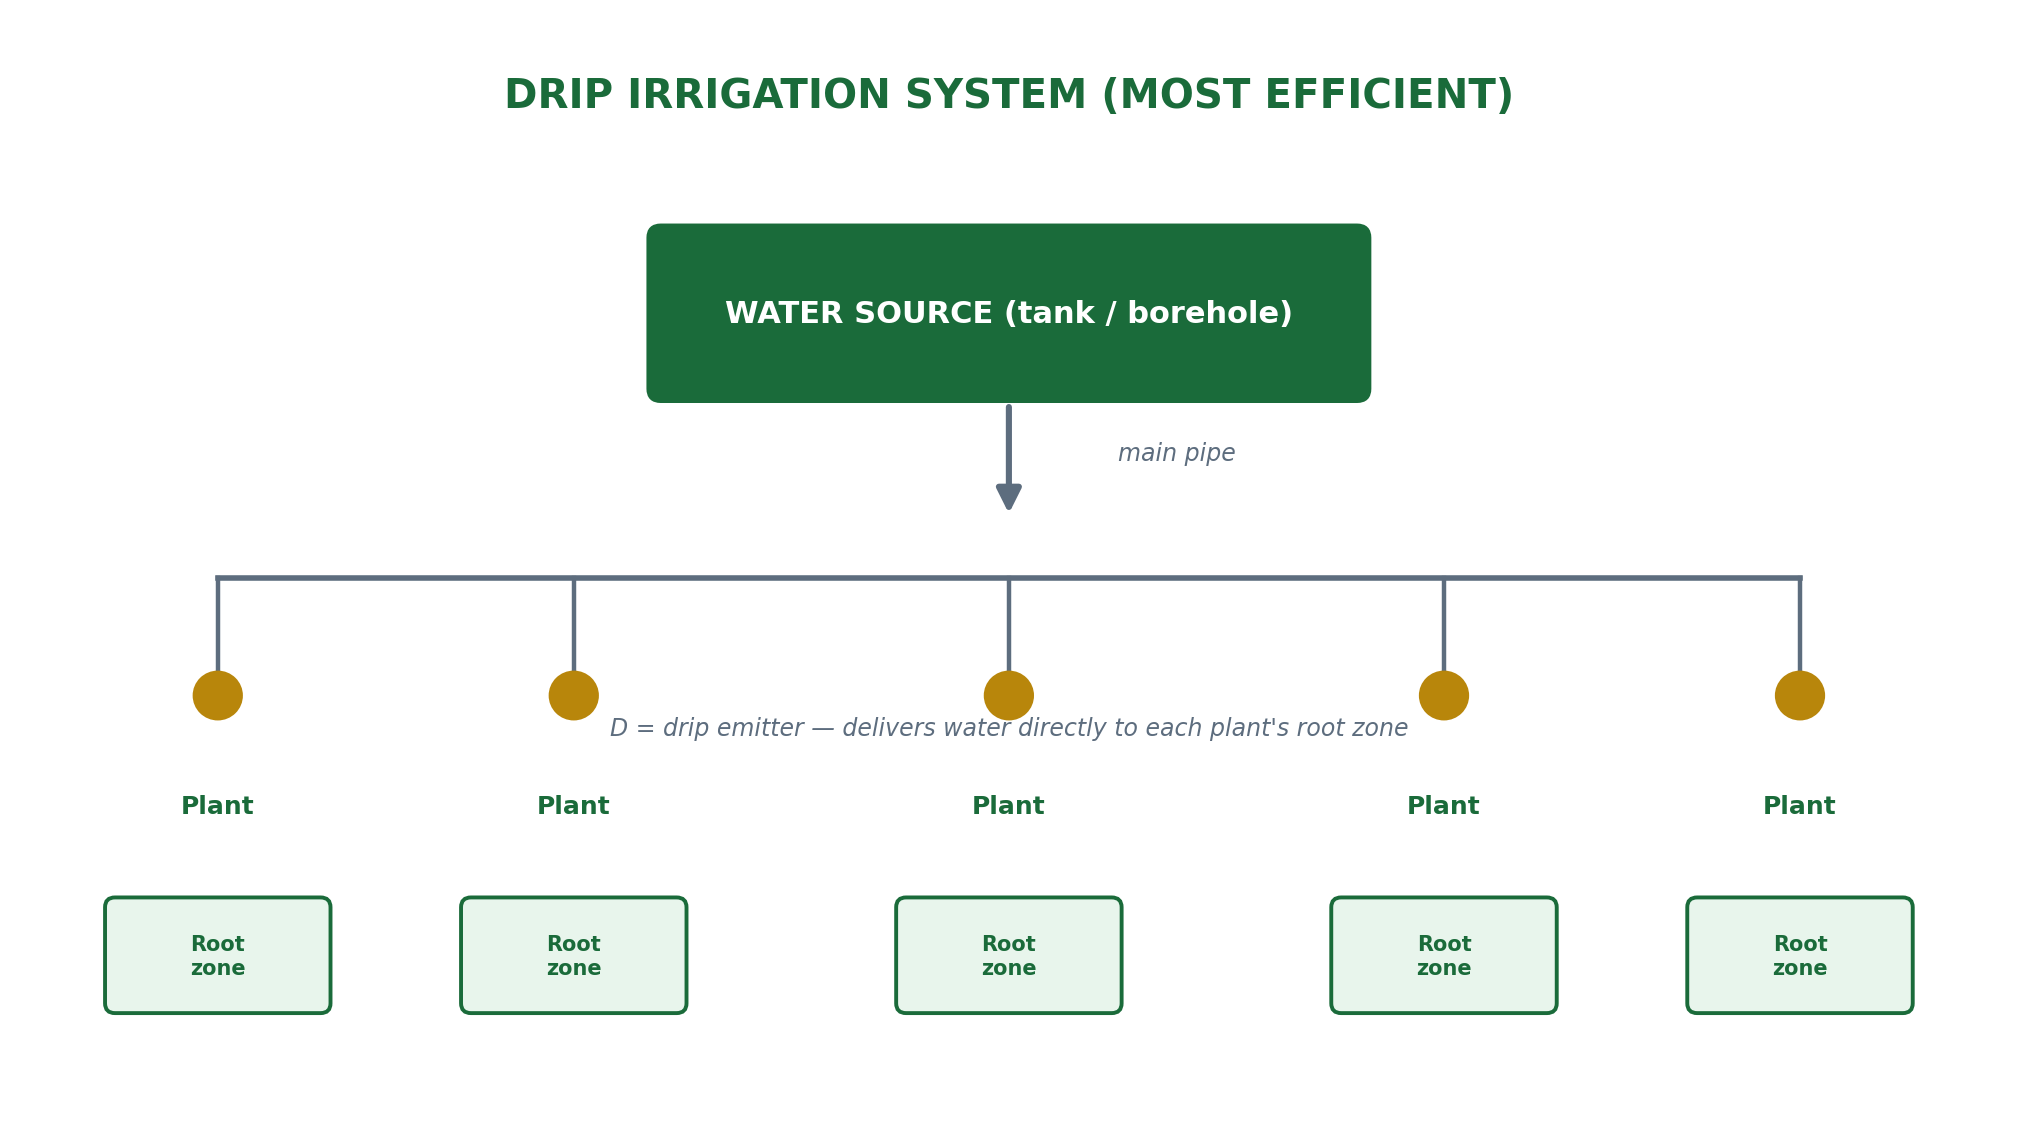 DRIP IRRIGATION SYSTEM (MOST EFFICIENT)
WATER SOURCE (tank / borehole)
main pipe
D = drip emitter — delivers water directly to each plant's root zone
Plant
Plant
Plant
Plant
Plant
Root
zone
Root
zone
Root
zone
Root
zone
Root
zone